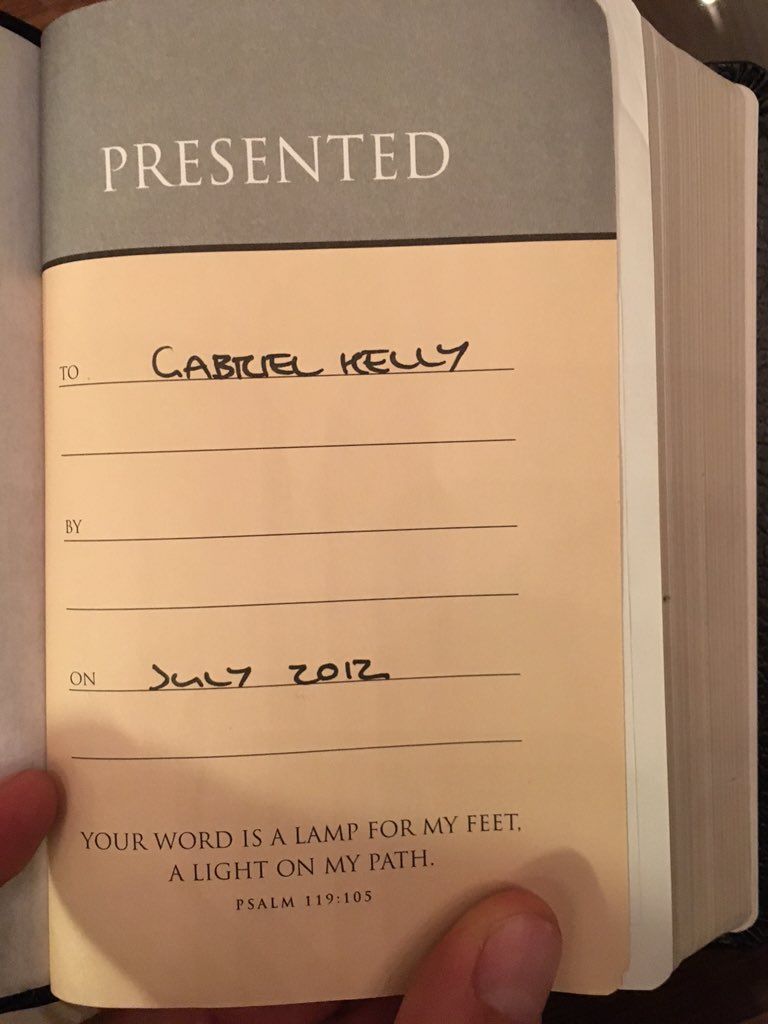 PRESENTED
TO GABRIEL KELLY
BY
ON JULY 2012
YOUR WORD IS A LAMP FOR MY FEET,
A LIGHT ON MY PATH.
PSALM 119:105